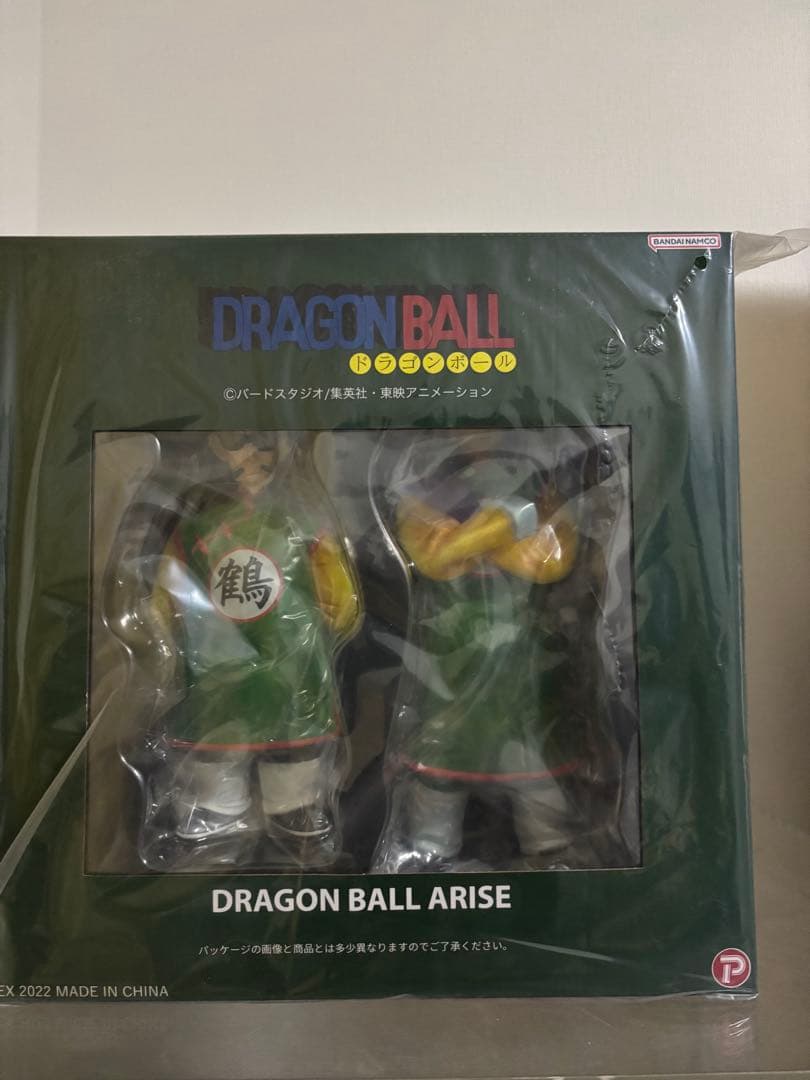 BANDAI NAMCO
DRAGON BALL
ドラゴンボール
©バードスタジオ/集英社・東映アニメーション
鶴
DRAGON BALL ARISE
パッケージの画像と商品とは多少異なりますのでご了承ください。
P
EX 2022 MADE IN CHINA